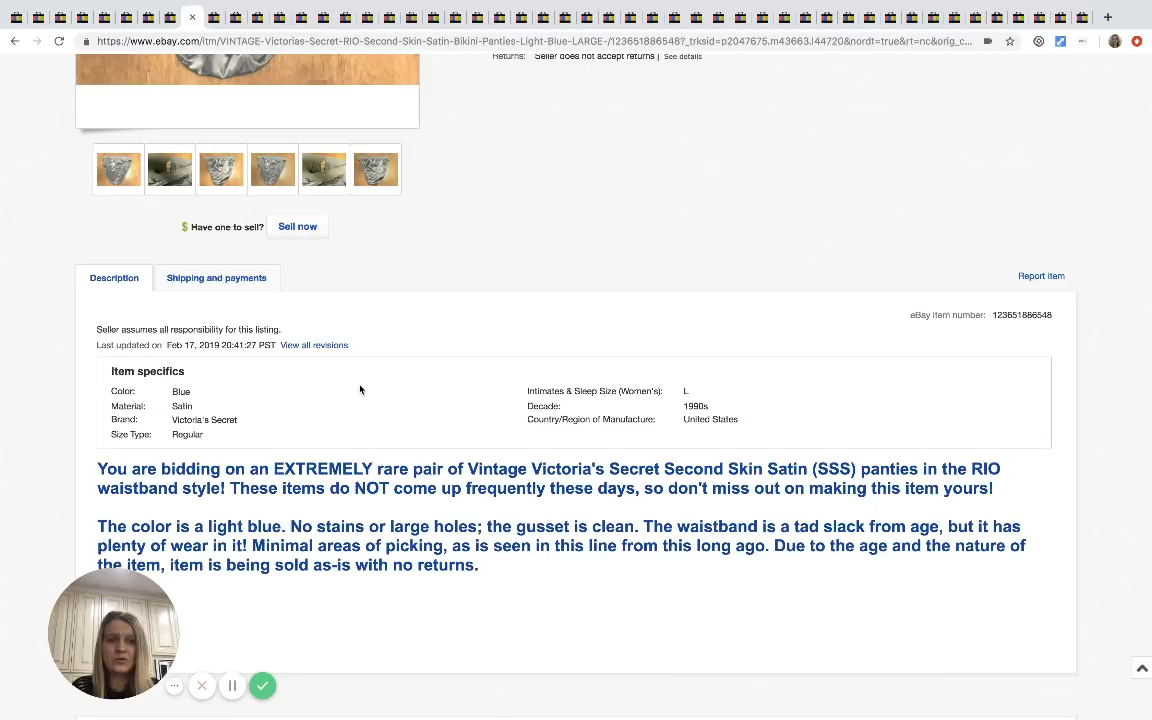 https://www.ebay.com/itm/VINTAGE-Victorias-Secret-RIO-Second-Skin-Satin-Bikini-Panties-Light-Blue-LARGE-/123651886548?_trksid=p2047675.m43663.l44720&nordt=true&rt=nc&orig_c...
Returns: Seller does not accept returns | See details
$ Have one to sell? Sell now
Description Shipping and payments Report item
eBay item number: 123651886548
Seller assumes all responsibility for this listing.
Last updated on Feb 17, 2019 20:41:27 PST View all revisions
Item specifics
Color: Blue Intimates & Sleep Size (Women's): L
Material: Satin Decade: 1990s
Brand: Victoria's Secret Country/Region of Manufacture: United States
Size Type: Regular
You are bidding on an EXTREMELY rare pair of Vintage Victoria's Secret Second Skin Satin (SSS) panties in the RIO
waistband style! These items do NOT come up frequently these days, so don't miss out on making this item yours!
The color is a light blue. No stains or large holes; the gusset is clean. The waistband is a tad slack from age, but it has
plenty of wear in it! Minimal areas of picking, as is seen in this line from this long ago. Due to the age and the nature of
the item, item is being sold as-is with no returns.